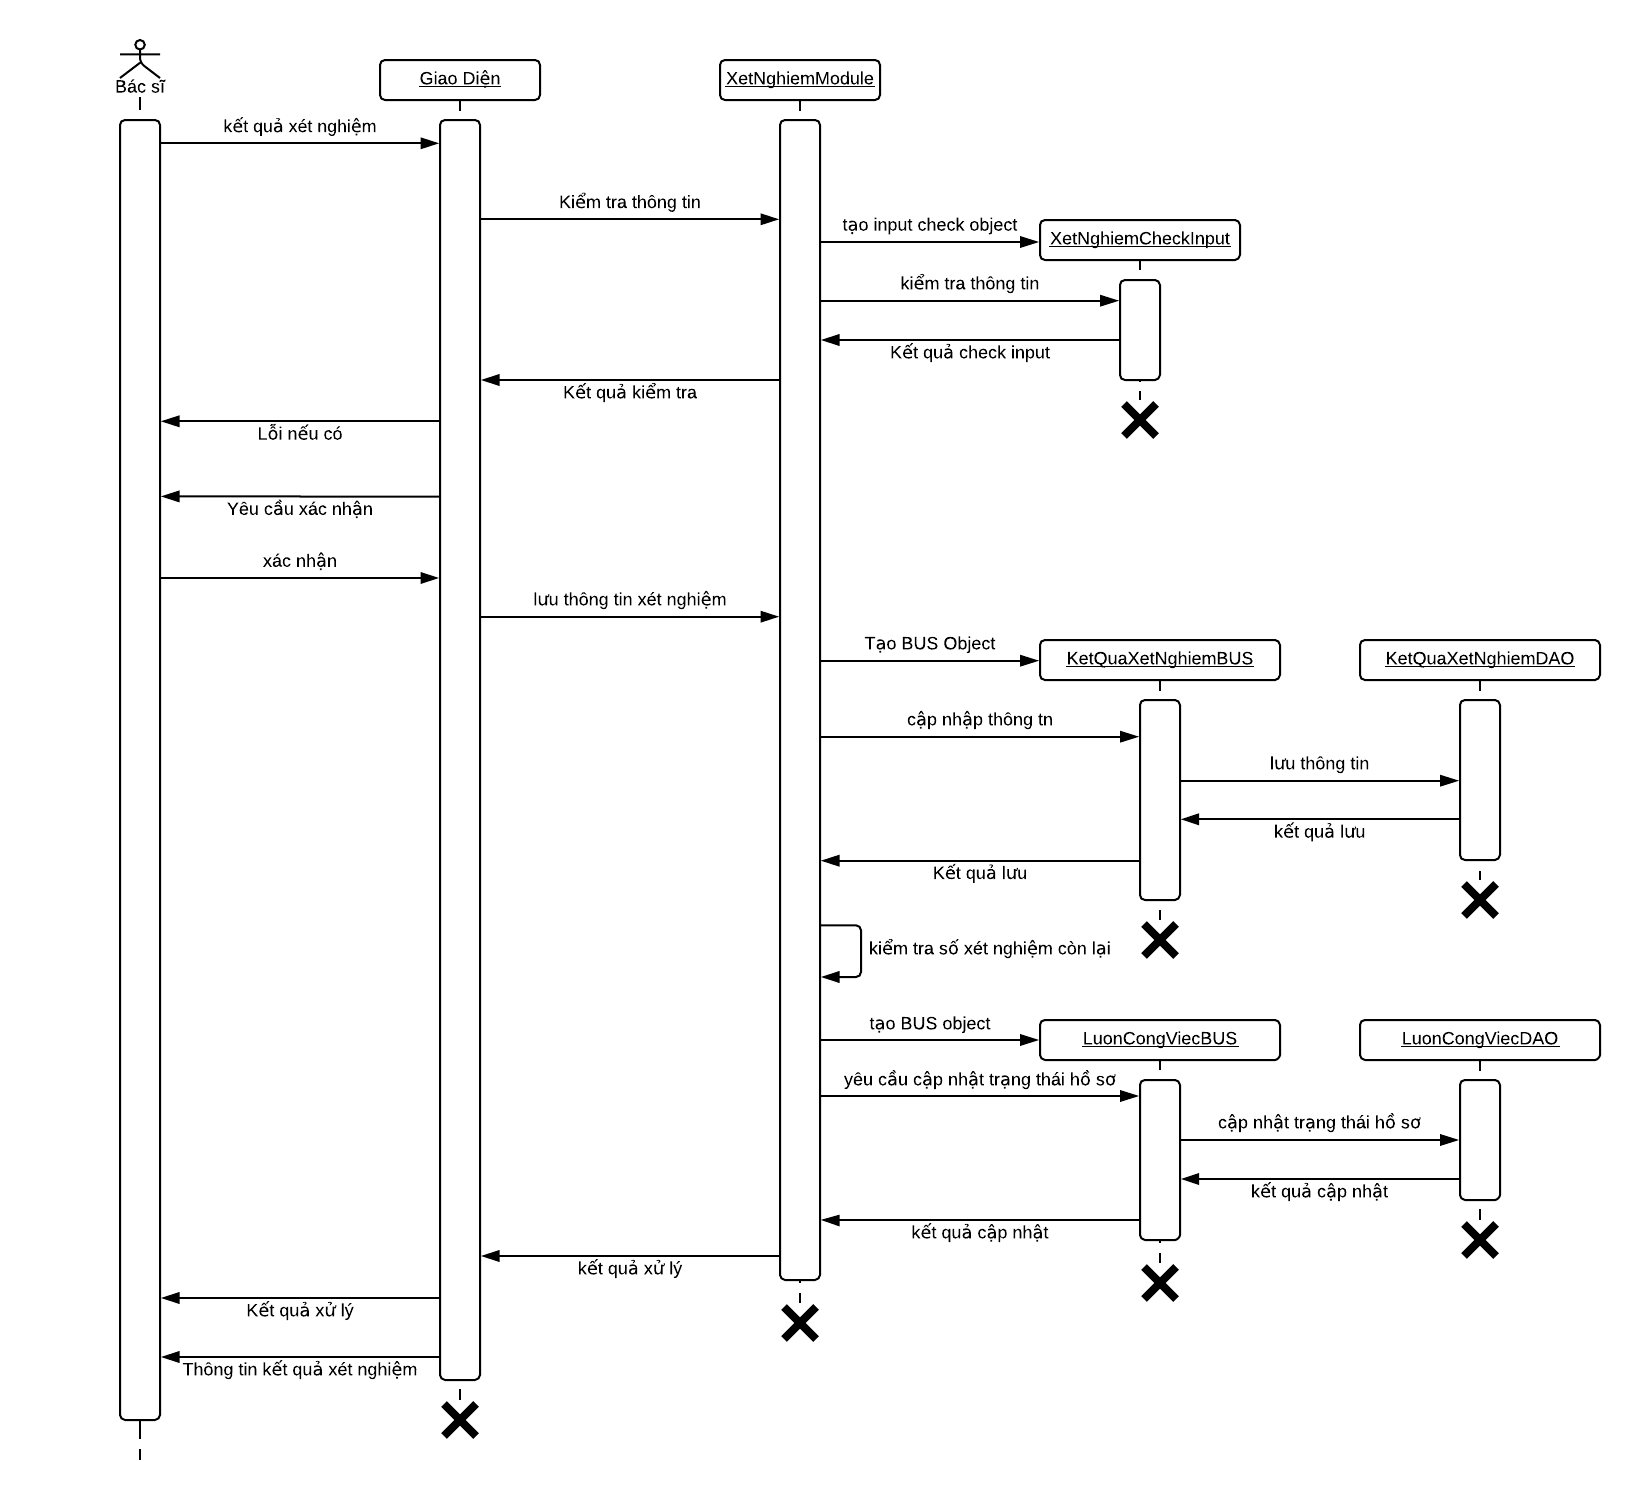 Bác sĩ
Giao Diện
XetNghiemModule
kết quả xét nghiệm
Kiểm tra thông tin
tạo input check object
XetNghiemCheckInput
kiểm tra thông tin
Kết quả check input
Kết quả kiểm tra
Lỗi nếu có
Yêu cầu xác nhận
xác nhận
lưu thông tin xét nghiệm
Tạo BUS Object
KetQuaXetNghiemBUS
KetQuaXetNghiemDAO
cập nhập thông tn
lưu thông tin
kết quả lưu
Kết quả lưu
kiểm tra số xét nghiệm còn lại
tạo BUS object
LuonCongViecBUS
LuonCongViecDAO
yêu cầu cập nhật trạng thái hồ sơ
cập nhật trạng thái hồ sơ
kết quả cập nhật
kết quả cập nhật
kết quả xử lý
Kết quả xử lý
Thông tin kết quả xét nghiệm